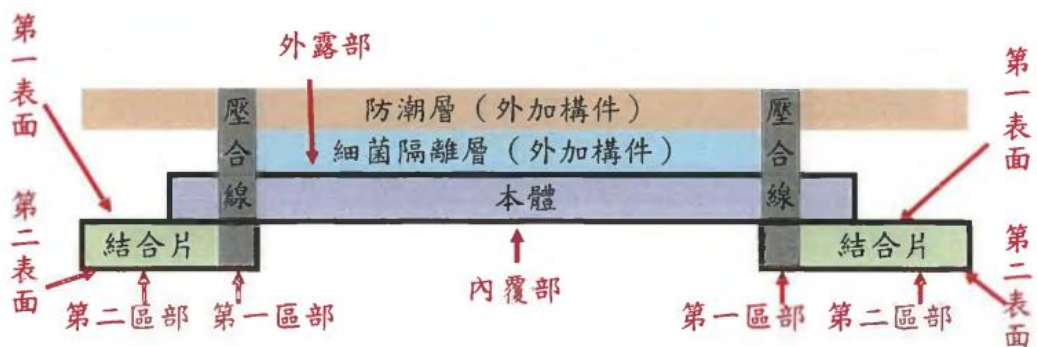 外露部
第一表面
第一表面
防潮層（外加構件）
細菌隔離層（外加構件）
壓合線
壓合線
本體
第二表面
第二表面
結合片
結合片
內覆部
第二區部
第一區部
第一區部
第二區部